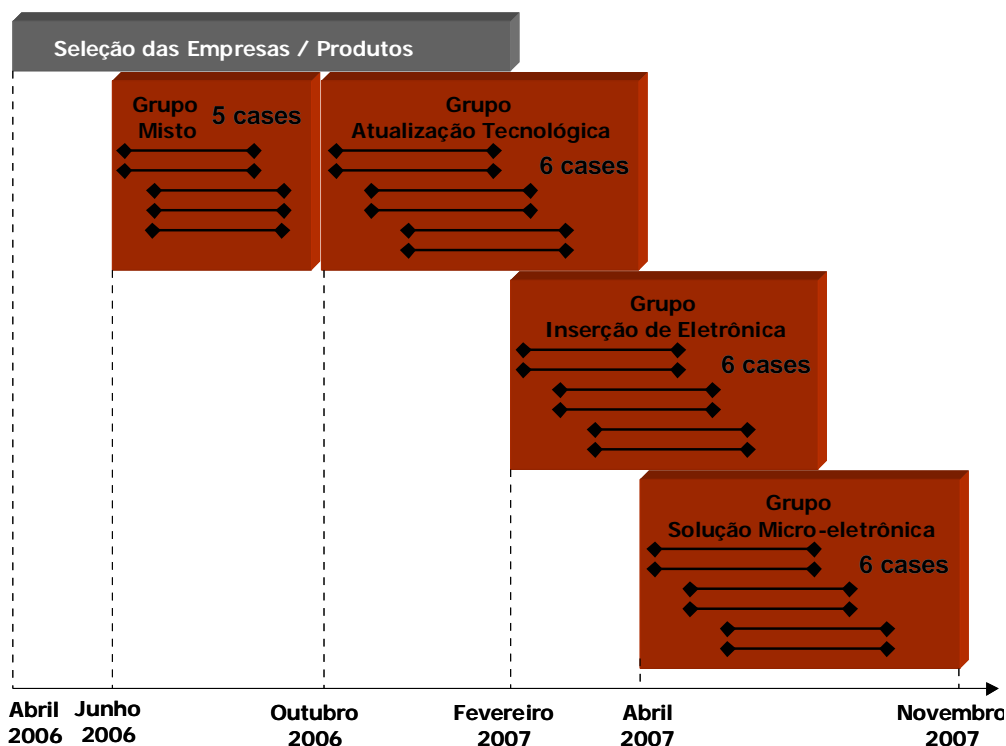 Seleção das Empresas / Produtos
Grupo
Misto
5 cases
Grupo
Atualização Tecnológica
6 cases
Grupo
Inserção de Eletrônica
6 cases
Grupo
Solução Micro-eletrônica
6 cases
Abril
2006
Junho
2006
Outubro
2006
Fevereiro
2007
Abril
2007
Novembro
2007